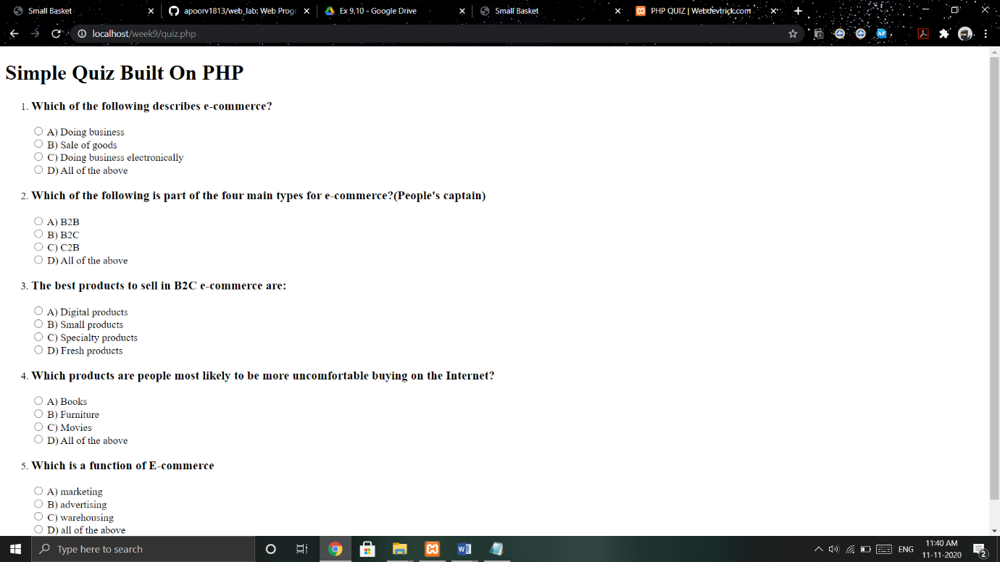 Small Basket
apoorv1813/web_lab: Web Progr
Ex 9,10 - Google Drive
Small Basket
PHP QUIZ | Webdevtrick.com
localhost/week9/quiz.php
AF
Simple Quiz Built On PHP
1. Which of the following describes e-commerce?
A) Doing business
B) Sale of goods
C) Doing business electronically
D) All of the above
2. Which of the following is part of the four main types for e-commerce?(People's captain)
A) B2B
B) B2C
C) C2B
D) All of the above
3. The best products to sell in B2C e-commerce are:
A) Digital products
B) Small products
C) Specialty products
D) Fresh products
4. Which products are people most likely to be more uncomfortable buying on the Internet?
A) Books
B) Furniture
C) Movies
D) All of the above
5. Which is a function of E-commerce
A) marketing
B) advertising
C) warehousing
D) all of the above
Type here to search
W
ENG
11:40 AM
11-11-2020
2